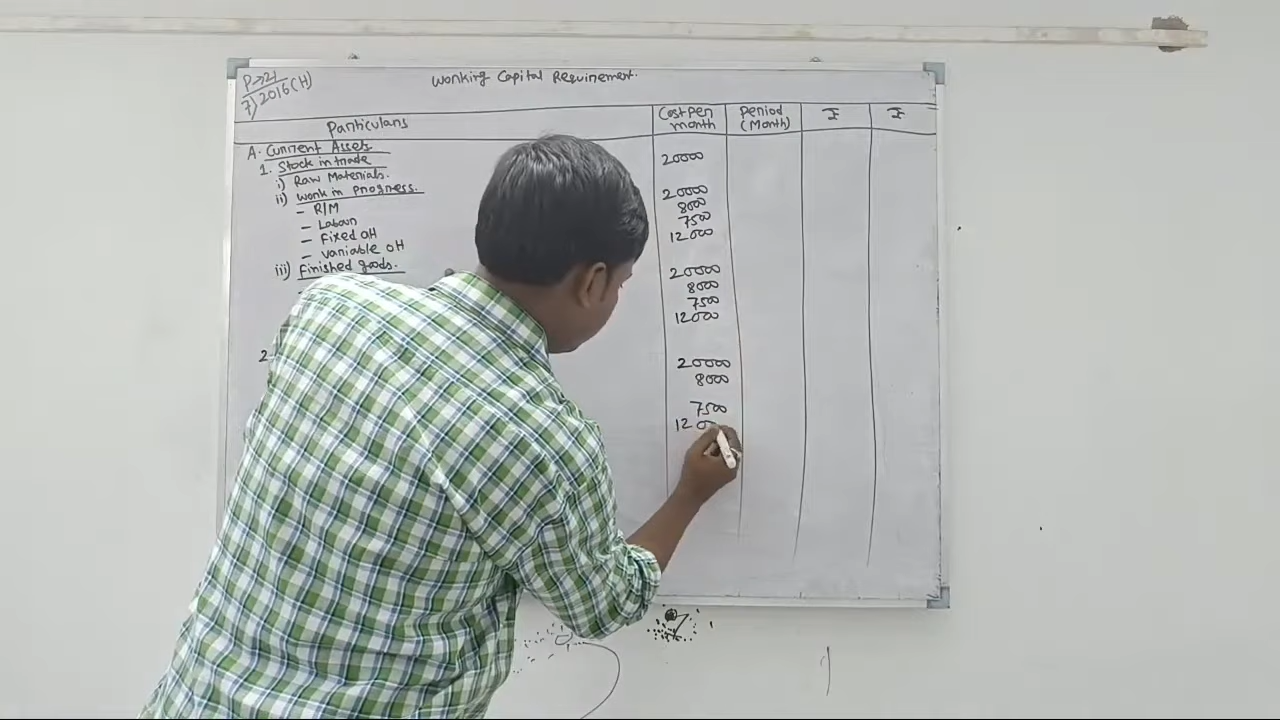 P->21
7) 2016 (H)
Working Capital Requirement.
Particulars
Cost Per month
Period (Month)
₹
₹
A. Current Assets
1. Stock in trade
i) Raw Materials. 20000
ii) Work in progress.
- R/M 20000
- Labour 8000
- Fixed OH 7500
- Variable OH 12000
iii) Finished goods.
20000
8000
7500
12000
2.
20000
8000
7500